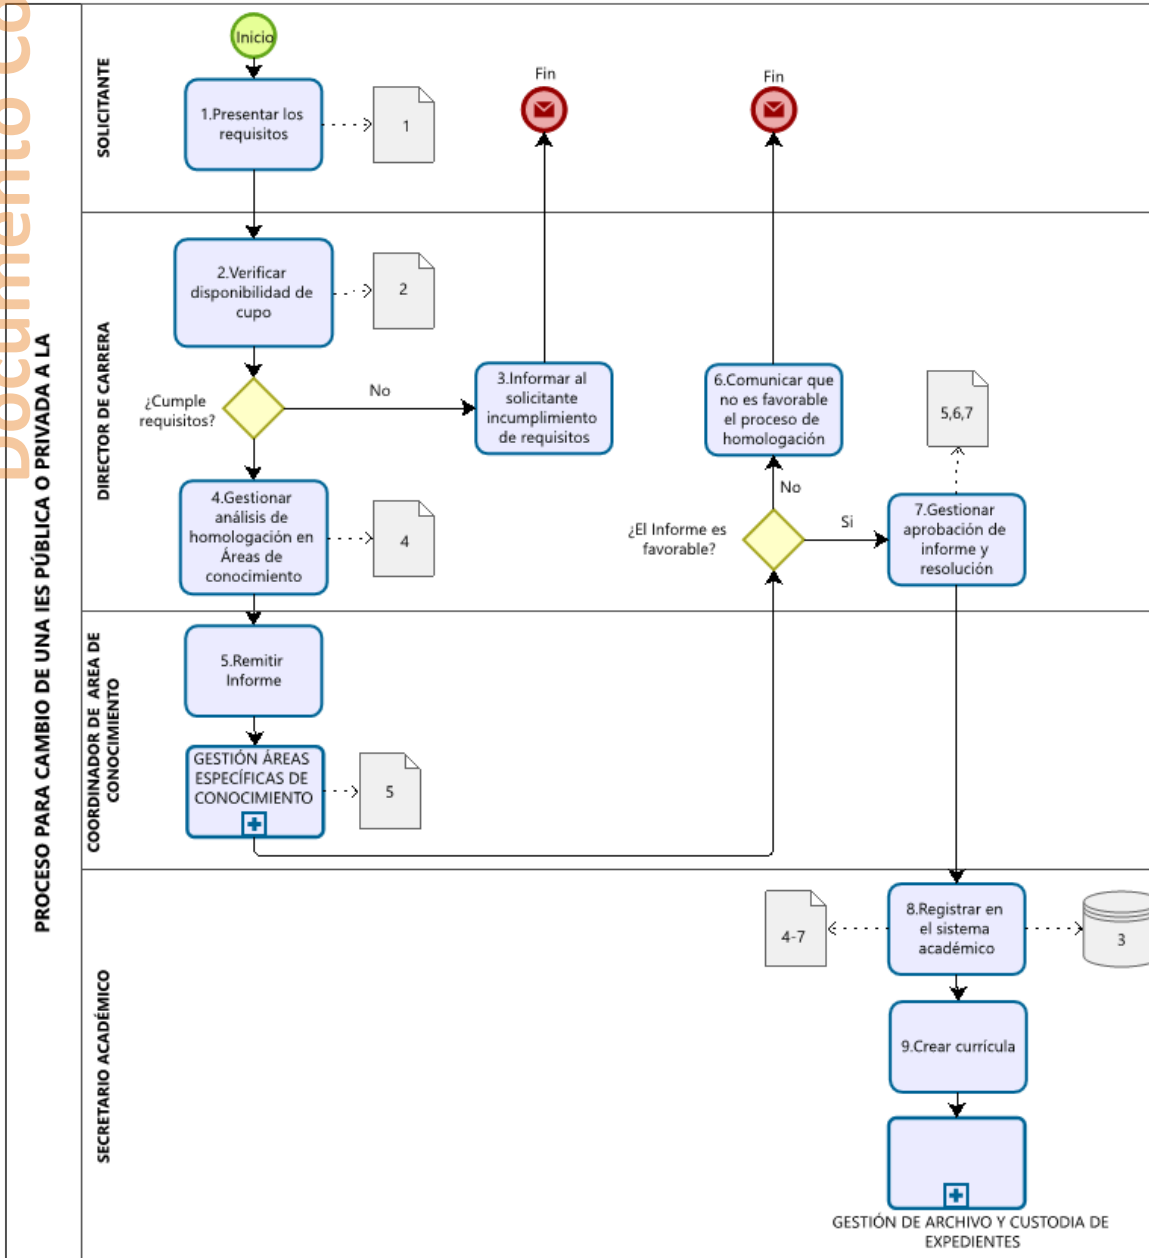 Documento Co
PROCESO PARA CAMBIO DE UNA IES PÚBLICA O PRIVADA A LA
SOLICITANTE
Inicio
1.Presentar los
requisitos
1
Fin
Fin
DIRECTOR DE CARRERA
2.Verificar
disponibilidad de
cupo
2
¿Cumple
requisitos?
No
3.Informar al
solicitante
incumplimiento
de requisitos
6.Comunicar que
no es favorable
el proceso de
homologación
5,6,7
4.Gestionar
análisis de
homologación en
Áreas de
conocimiento
4
No
¿El Informe es
favorable?
Si
7.Gestionar
aprobación de
informe y
resolución
COORDINADOR DE AREA DE
CONOCIMIENTO
5.Remitir
Informe
GESTIÓN ÁREAS
ESPECÍFICAS DE
CONOCIMIENTO
5
SECRETARIO ACADÉMICO
4-7
8.Registrar en
el sistema
académico
3
9.Crear currícula
GESTIÓN DE ARCHIVO Y CUSTODIA DE
EXPEDIENTES